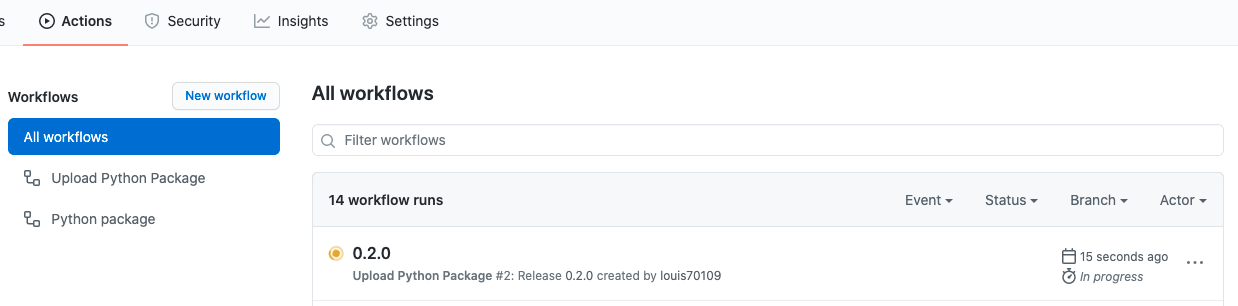 s Actions Security Insights Settings
Workflows New workflow
All workflows
Upload Python Package
Python package
All workflows
Filter workflows
14 workflow runs Event Status Branch Actor
0.2.0 15 seconds ago
Upload Python Package #2: Release 0.2.0 created by louis70109 In progress